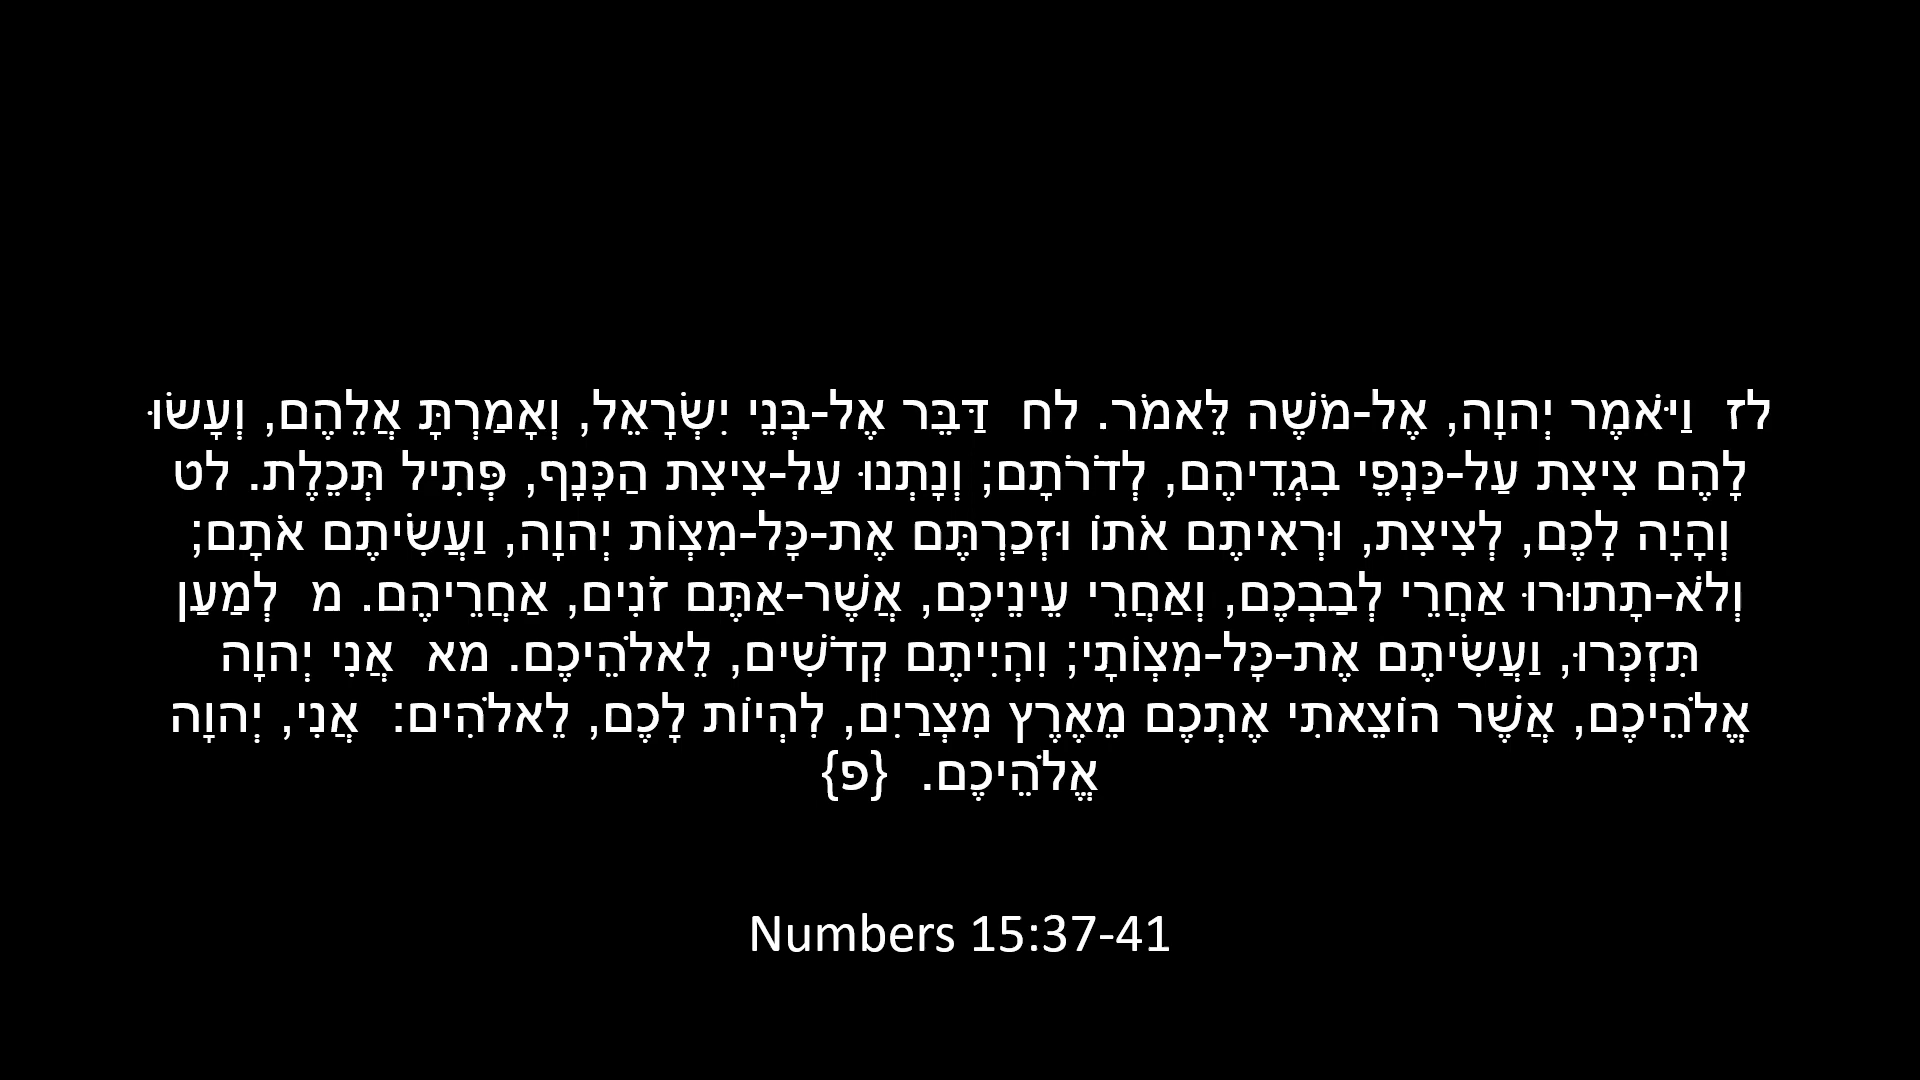 לז  וַיֹּאמֶר יְהוָה, אֶל-מֹשֶׁה לֵּאמֹר. לח  דַּבֵּר אֶל-בְּנֵי יִשְׂרָאֵל, וְאָמַרְתָּ אֲלֵהֶם, וְעָשׂוּ
לָהֶם צִיצִת עַל-כַּנְפֵי בִגְדֵיהֶם, לְדֹרֹתָם; וְנָתְנוּ עַל-צִיצִת הַכָּנָף, פְּתִיל תְּכֵלֶת. לט
וְהָיָה לָכֶם, לְצִיצִת, וּרְאִיתֶם אֹתוֹ וּזְכַרְתֶּם אֶת-כָּל-מִצְוֺת יְהוָה, וַעֲשִׂיתֶם אֹתָם;
וְלֹא-תָתוּרוּ אַחֲרֵי לְבַבְכֶם, וְאַחֲרֵי עֵינֵיכֶם, אֲשֶׁר-אַתֶּם זֹנִים, אַחֲרֵיהֶם. מ  לְמַעַן
תִּזְכְּרוּ, וַעֲשִׂיתֶם אֶת-כָּל-מִצְוֺתָי; וִהְיִיתֶם קְדֹשִׁים, לֵאלֹהֵיכֶם. מא  אֲנִי יְהוָה
אֱלֹהֵיכֶם, אֲשֶׁר הוֹצֵאתִי אֶתְכֶם מֵאֶרֶץ מִצְרַיִם, לִהְיוֹת לָכֶם, לֵאלֹהִים:  אֲנִי, יְהוָה
אֱלֹהֵיכֶם.  {פ}
Numbers 15:37-41